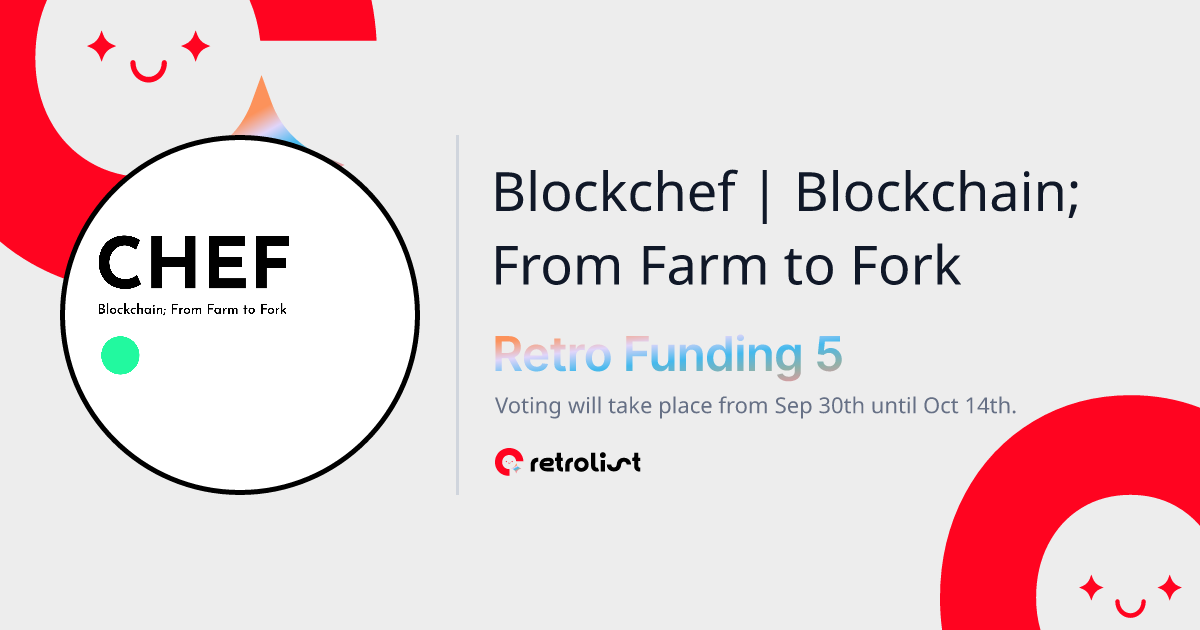 CHEF
Blockchain; From Farm to Fork
Blockchef | Blockchain;
From Farm to Fork
Retro Funding 5
Voting will take place from Sep 30th until Oct 14th.
retrolist